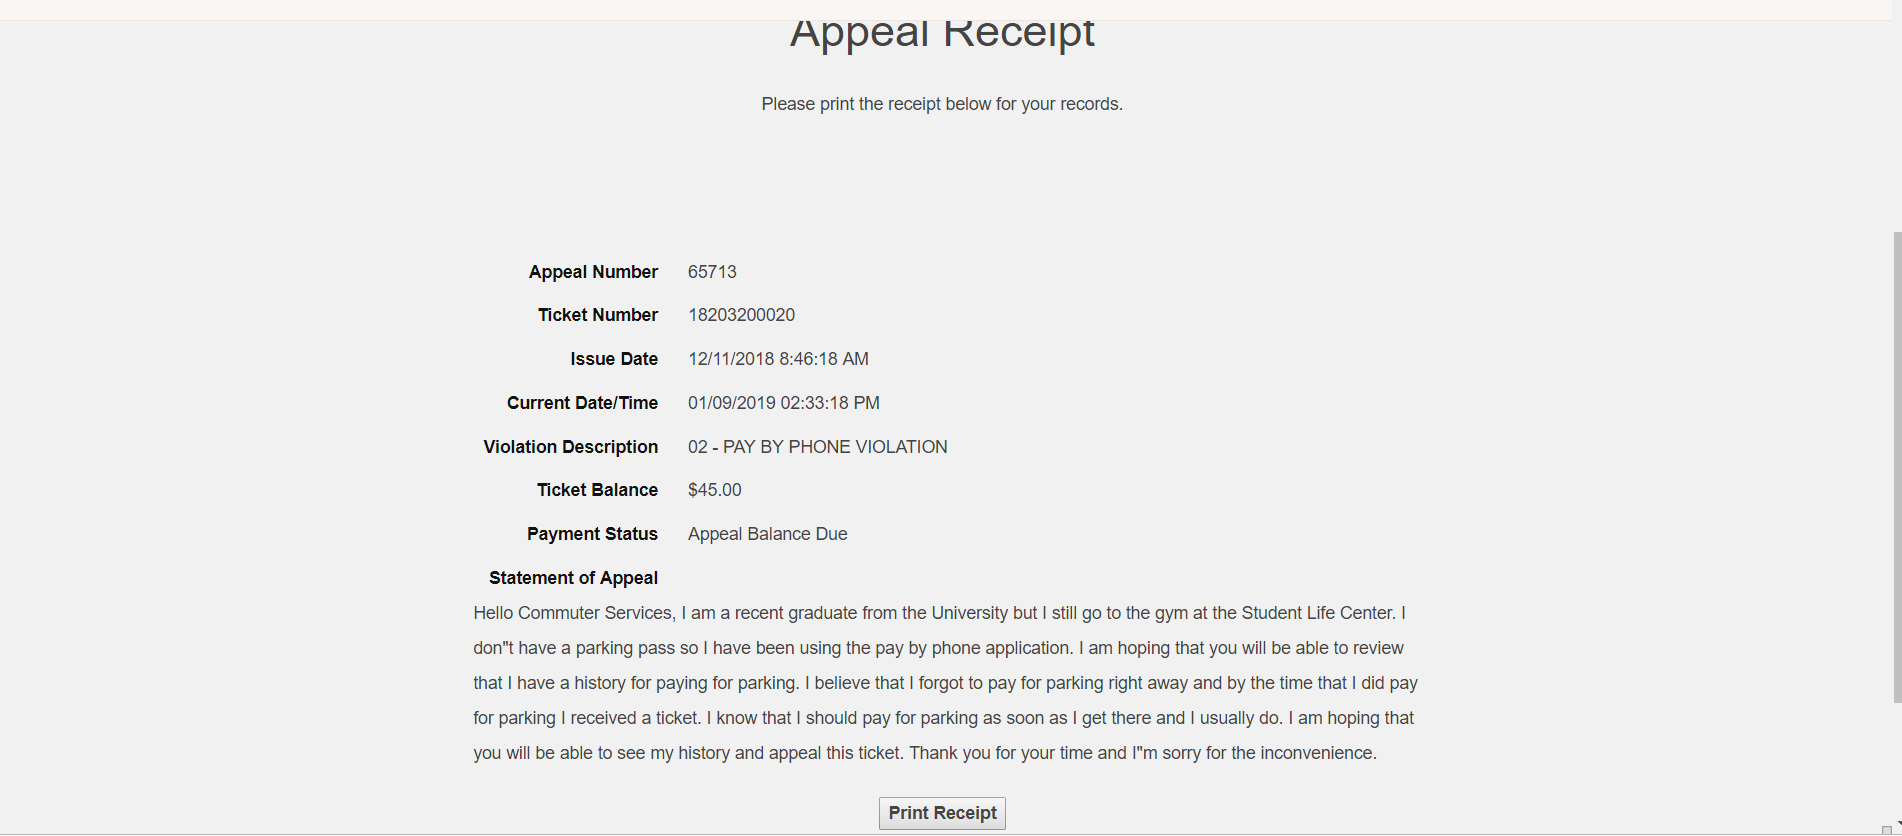 Appeal Receipt
Please print the receipt below for your records.
Appeal Number 65713
Ticket Number 18203200020
Issue Date 12/11/2018 8:46:18 AM
Current Date/Time 01/09/2019 02:33:18 PM
Violation Description 02 - PAY BY PHONE VIOLATION
Ticket Balance $45.00
Payment Status Appeal Balance Due
Statement of Appeal
Hello Commuter Services, I am a recent graduate from the University but I still go to the gym at the Student Life Center. I
don"t have a parking pass so I have been using the pay by phone application. I am hoping that you will be able to review
that I have a history for paying for parking. I believe that I forgot to pay for parking right away and by the time that I did pay
for parking I received a ticket. I know that I should pay for parking as soon as I get there and I usually do. I am hoping that
you will be able to see my history and appeal this ticket. Thank you for your time and I"m sorry for the inconvenience.
Print Receipt